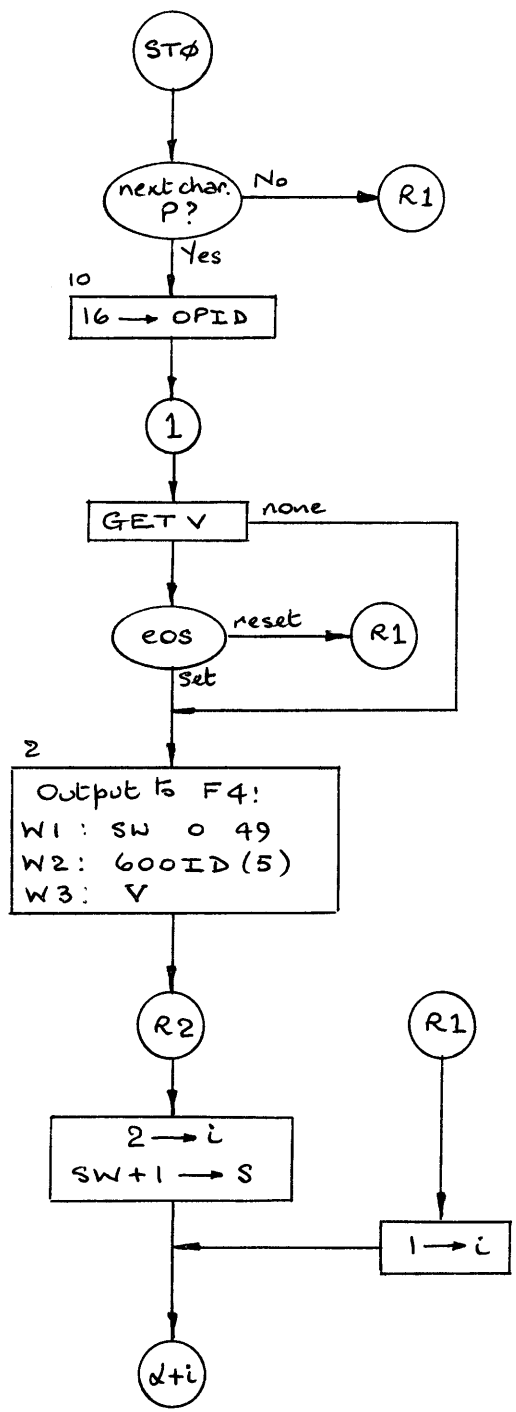 STØ
next char.
P?
No
R1
Yes
10
16 → OPID
1
GET V
none
eos
reset
R1
set
2
Output to F4:
W1: SW 0 49
W2: 600ID(5)
W3: V
R2
R1
2 → i
SW+1 → S
1 → i
α+i